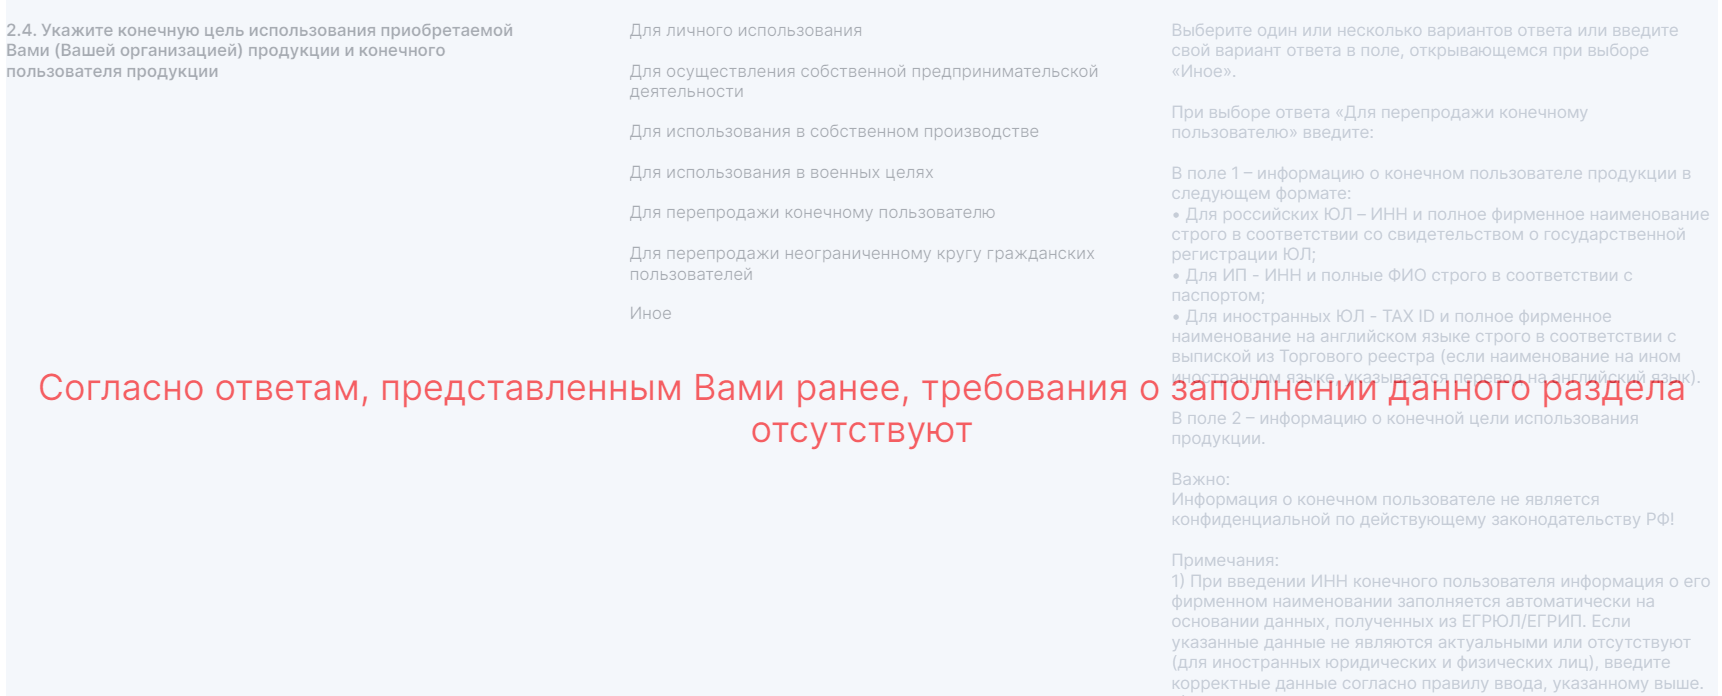 2.4. Укажите конечную цель использования приобретаемой
Вами (Вашей организацией) продукции и конечного
пользователя продукции
Для личного использования
Для осуществления собственной предпринимательской
деятельности
Для использования в собственном производстве
Для использования в военных целях
Для перепродажи конечному пользователю
Для перепродажи неограниченному кругу гражданских
пользователей
Иное
Выберите один или несколько вариантов ответа или введите
свой вариант ответа в поле, открывающемся при выборе
«Иное».
При выборе ответа «Для перепродажи конечному
пользователю» введите:
В поле 1 – информацию о конечном пользователе продукции в
следующем формате:
• Для российских ЮЛ – ИНН и полное фирменное наименование
строго в соответствии со свидетельством о государственной
регистрации ЮЛ;
• Для ИП - ИНН и полные ФИО строго в соответствии с
паспортом;
• Для иностранных ЮЛ - TAX ID и полное фирменное
наименование на английском языке строго в соответствии с
выпиской из Торгового реестра (если наименование на ином
иностранном языке, указывается перевод на английский язык).
В поле 2 – информацию о конечной цели использования
продукции.
Важно:
Информация о конечном пользователе не является
конфиденциальной по действующему законодательству РФ!
Примечания:
1) При введении ИНН конечного пользователя информация о его
фирменном наименовании заполняется автоматически на
основании данных, полученных из ЕГРЮЛ/ЕГРИП. Если
указанные данные не являются актуальными или отсутствуют
(для иностранных юридических и физических лиц), введите
корректные данные согласно правилу ввода, указанному выше.
Согласно ответам, представленным Вами ранее, требования о заполнении данного раздела
отсутствуют